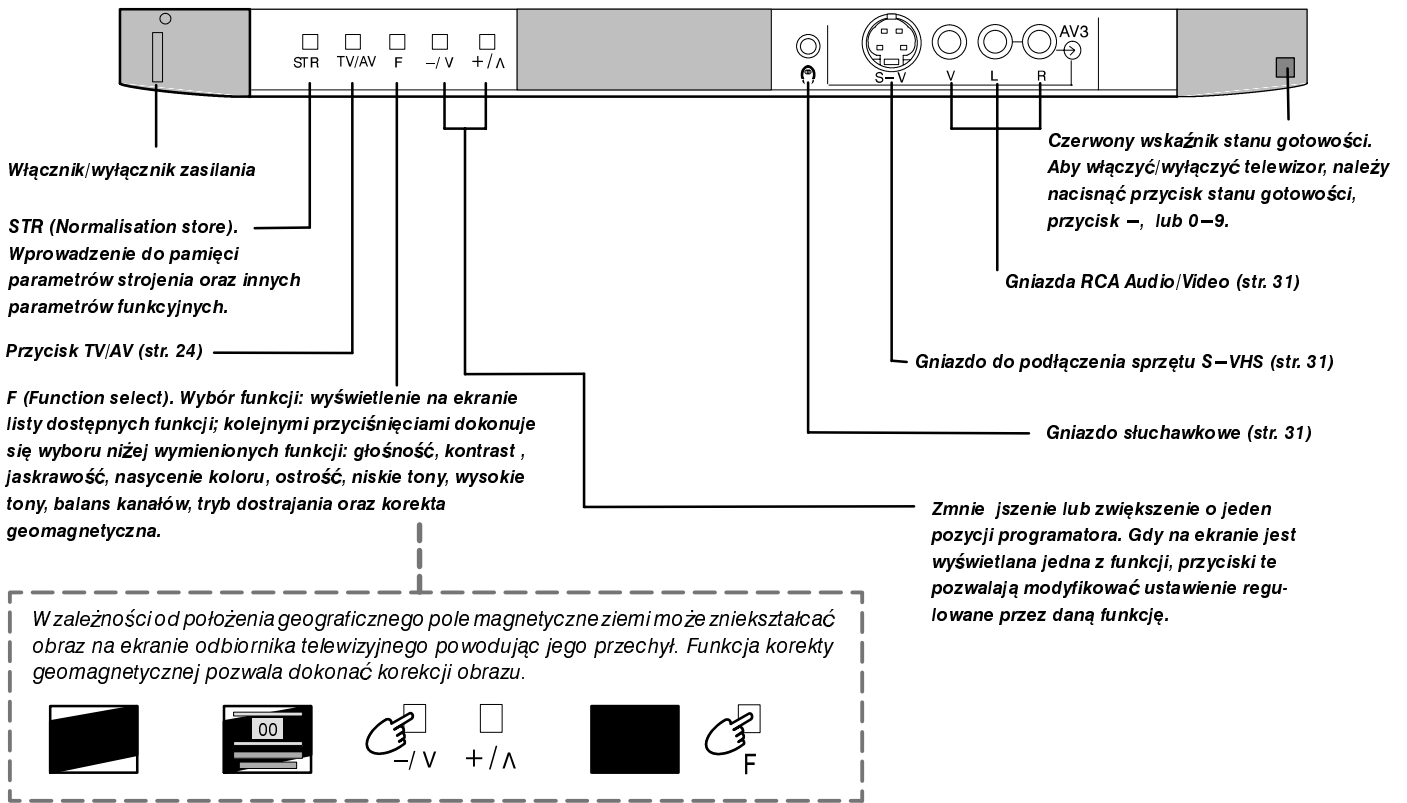 STR TV/AV F –/ V + / Λ
S–V V L R AV3
Włącznik/wyłącznik zasilania
STR (Normalisation store).
Wprowadzenie do pamięci
parametrów strojenia oraz innych
parametrów funkcyjnych.
Przycisk TV/AV (str. 24)
F (Function select). Wybór funkcji: wyświetlenie na ekranie
listy dostępnych funkcji; kolejnymi przyciśnięciami dokonuje
się wyboru niżej wymienionych funkcji: głośność, kontrast ,
jaskrawość, nasycenie koloru, ostrość, niskie tony, wysokie
tony, balans kanałów, tryb dostrajania oraz korekta
geomagnetyczna.
Czerwony wskaźnik stanu gotowości.
Aby włączyć/wyłączyć telewizor, należy
nacisnąć przycisk stanu gotowości,
przycisk –, lub 0–9.
Gniazda RCA Audio/Video (str. 31)
Gniazdo do podłączenia sprzętu S–VHS (str. 31)
Gniazdo słuchawkowe (str. 31)
Zmnie jszenie lub zwiększenie o jeden
pozycji programatora. Gdy na ekranie jest
wyświetlana jedna z funkcji, przyciski te
pozwalają modyfikować ustawienie regu-
lowane przez daną funkcję.
W zależności od położenia geograficznego pole magnetyczne ziemi może zniekształcać
obraz na ekranie odbiornika telewizyjnego powodując jego przechył. Funkcja korekty
geomagnetycznej pozwala dokonać korekcji obrazu.
00
–/ V + / Λ
F